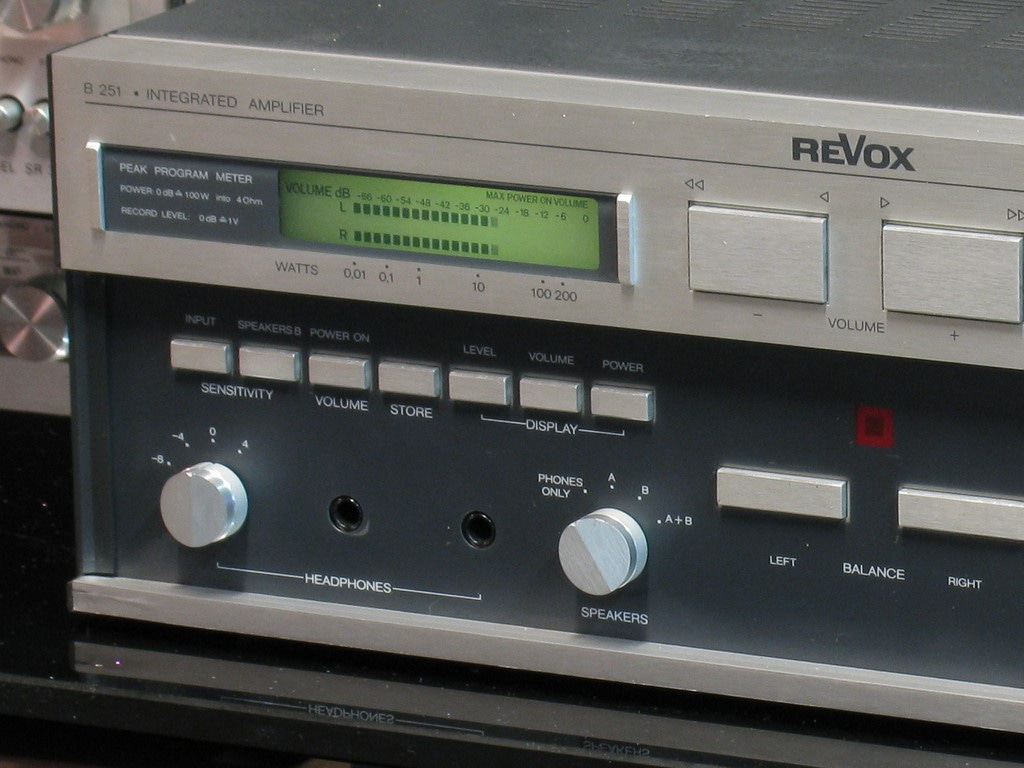 B 251 • INTEGRATED AMPLIFIER
REVOX
PEAK PROGRAM METER
POWER 0 dB ≙ 100 W into 4 Ohm
RECORD LEVEL: 0 dB ≙ 1V
VOLUME dB
MAX POWER ON VOLUME
-66 -60 -54 -48 -42 -36 -30 -24 -18 -12 -6 0
L
R
WATTS 0,01 0,1 1 10 100 200
- VOLUME +
INPUT SPEAKERS B POWER ON LEVEL VOLUME POWER
SENSITIVITY VOLUME STORE DISPLAY
-8 -4 0 4
PHONES ONLY A B A+B
HEADPHONES
SPEAKERS
LEFT BALANCE RIGHT